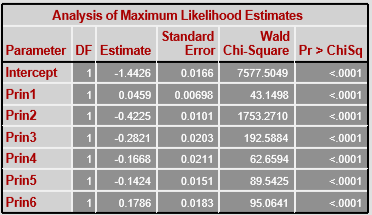 Analysis of Maximum Likelihood Estimates
Parameter DF Estimate Standard Error Wald Chi-Square Pr > ChiSq
Intercept 1 -1.4426 0.0166 7577.5049 <.0001
Prin1 1 0.0459 0.00698 43.1498 <.0001
Prin2 1 -0.4225 0.0101 1753.2710 <.0001
Prin3 1 -0.2821 0.0203 192.5884 <.0001
Prin4 1 -0.1668 0.0211 62.6594 <.0001
Prin5 1 -0.1424 0.0151 89.5425 <.0001
Prin6 1 0.1786 0.0183 95.0641 <.0001